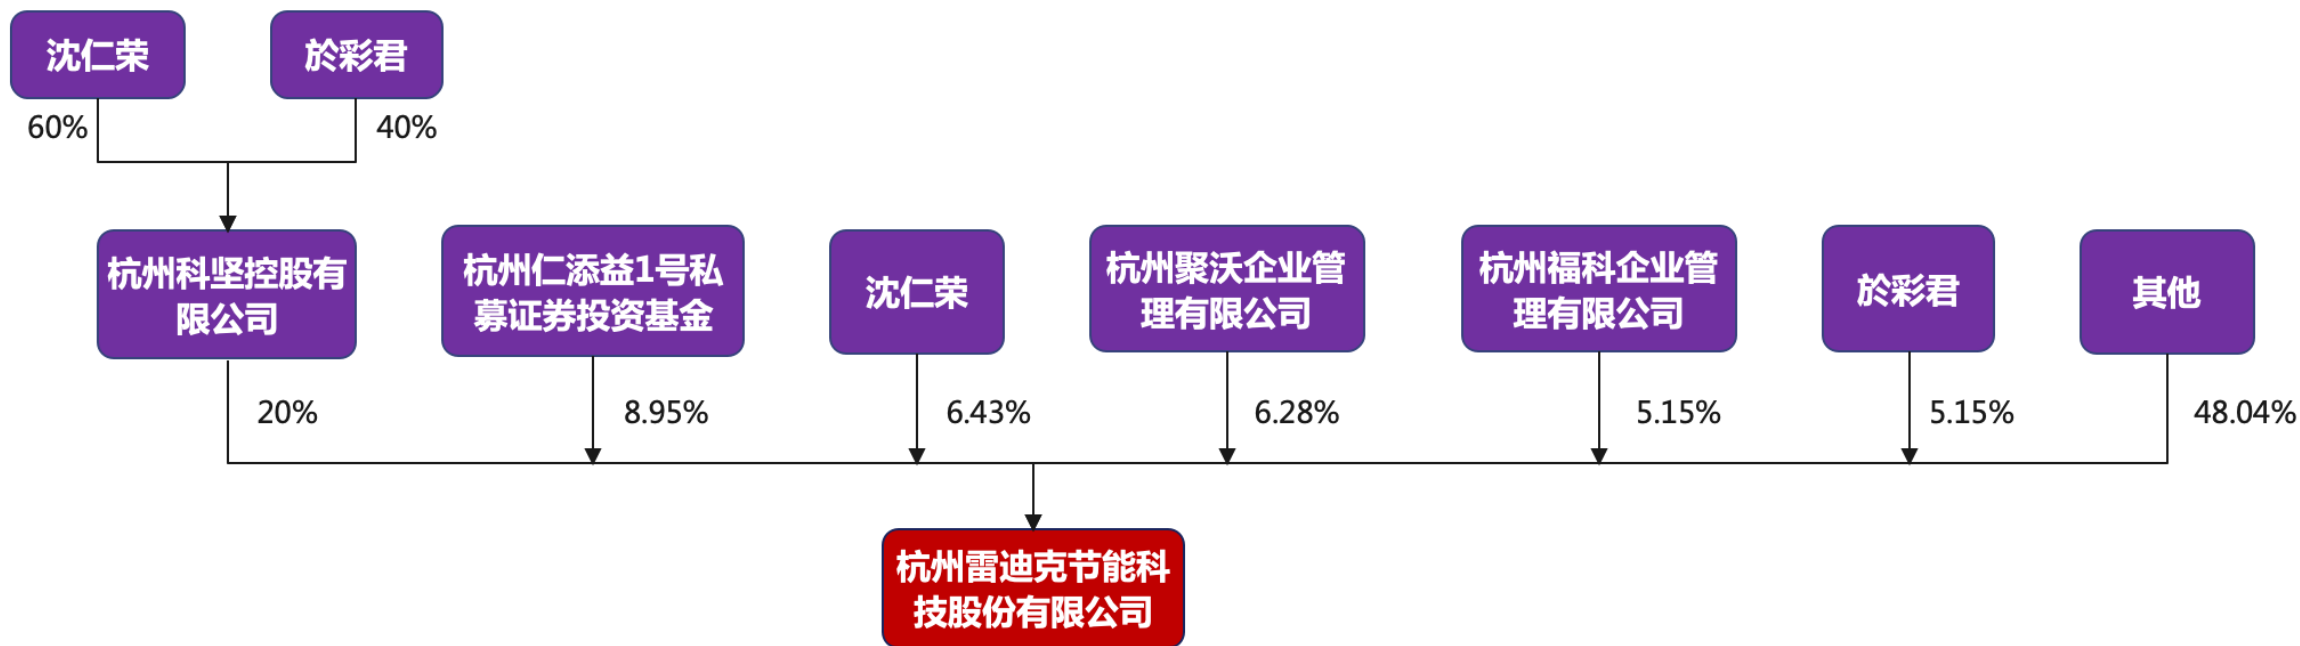 沈仁荣
於彩君
60%
40%
杭州科坚控股有
限公司
杭州仁添益1号私
募证券投资基金
沈仁荣
杭州聚沃企业管
理有限公司
杭州福科企业管
理有限公司
於彩君
其他
20%
8.95%
6.43%
6.28%
5.15%
5.15%
48.04%
杭州雷迪克节能科
技股份有限公司